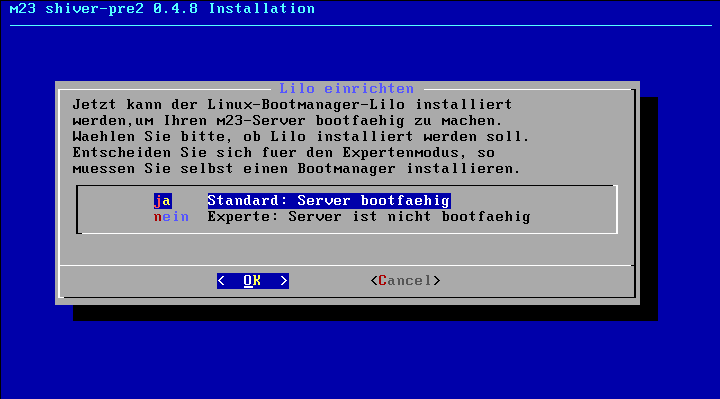 m23 shiver-pre2 0.4.8 Installation
Lilo einrichten
Jetzt kann der Linux-Bootmanager-Lilo installiert
werden,um Ihren m23-Server bootfaehig zu machen.
Waehlen Sie bitte, ob Lilo installiert werden soll.
Entscheiden Sie sich fuer den Expertenmodus, so
muessen Sie selbst einen Bootmanager installieren.
ja Standard: Server bootfaehig
nein Experte: Server ist nicht bootfaehig
< OK > <Cancel>